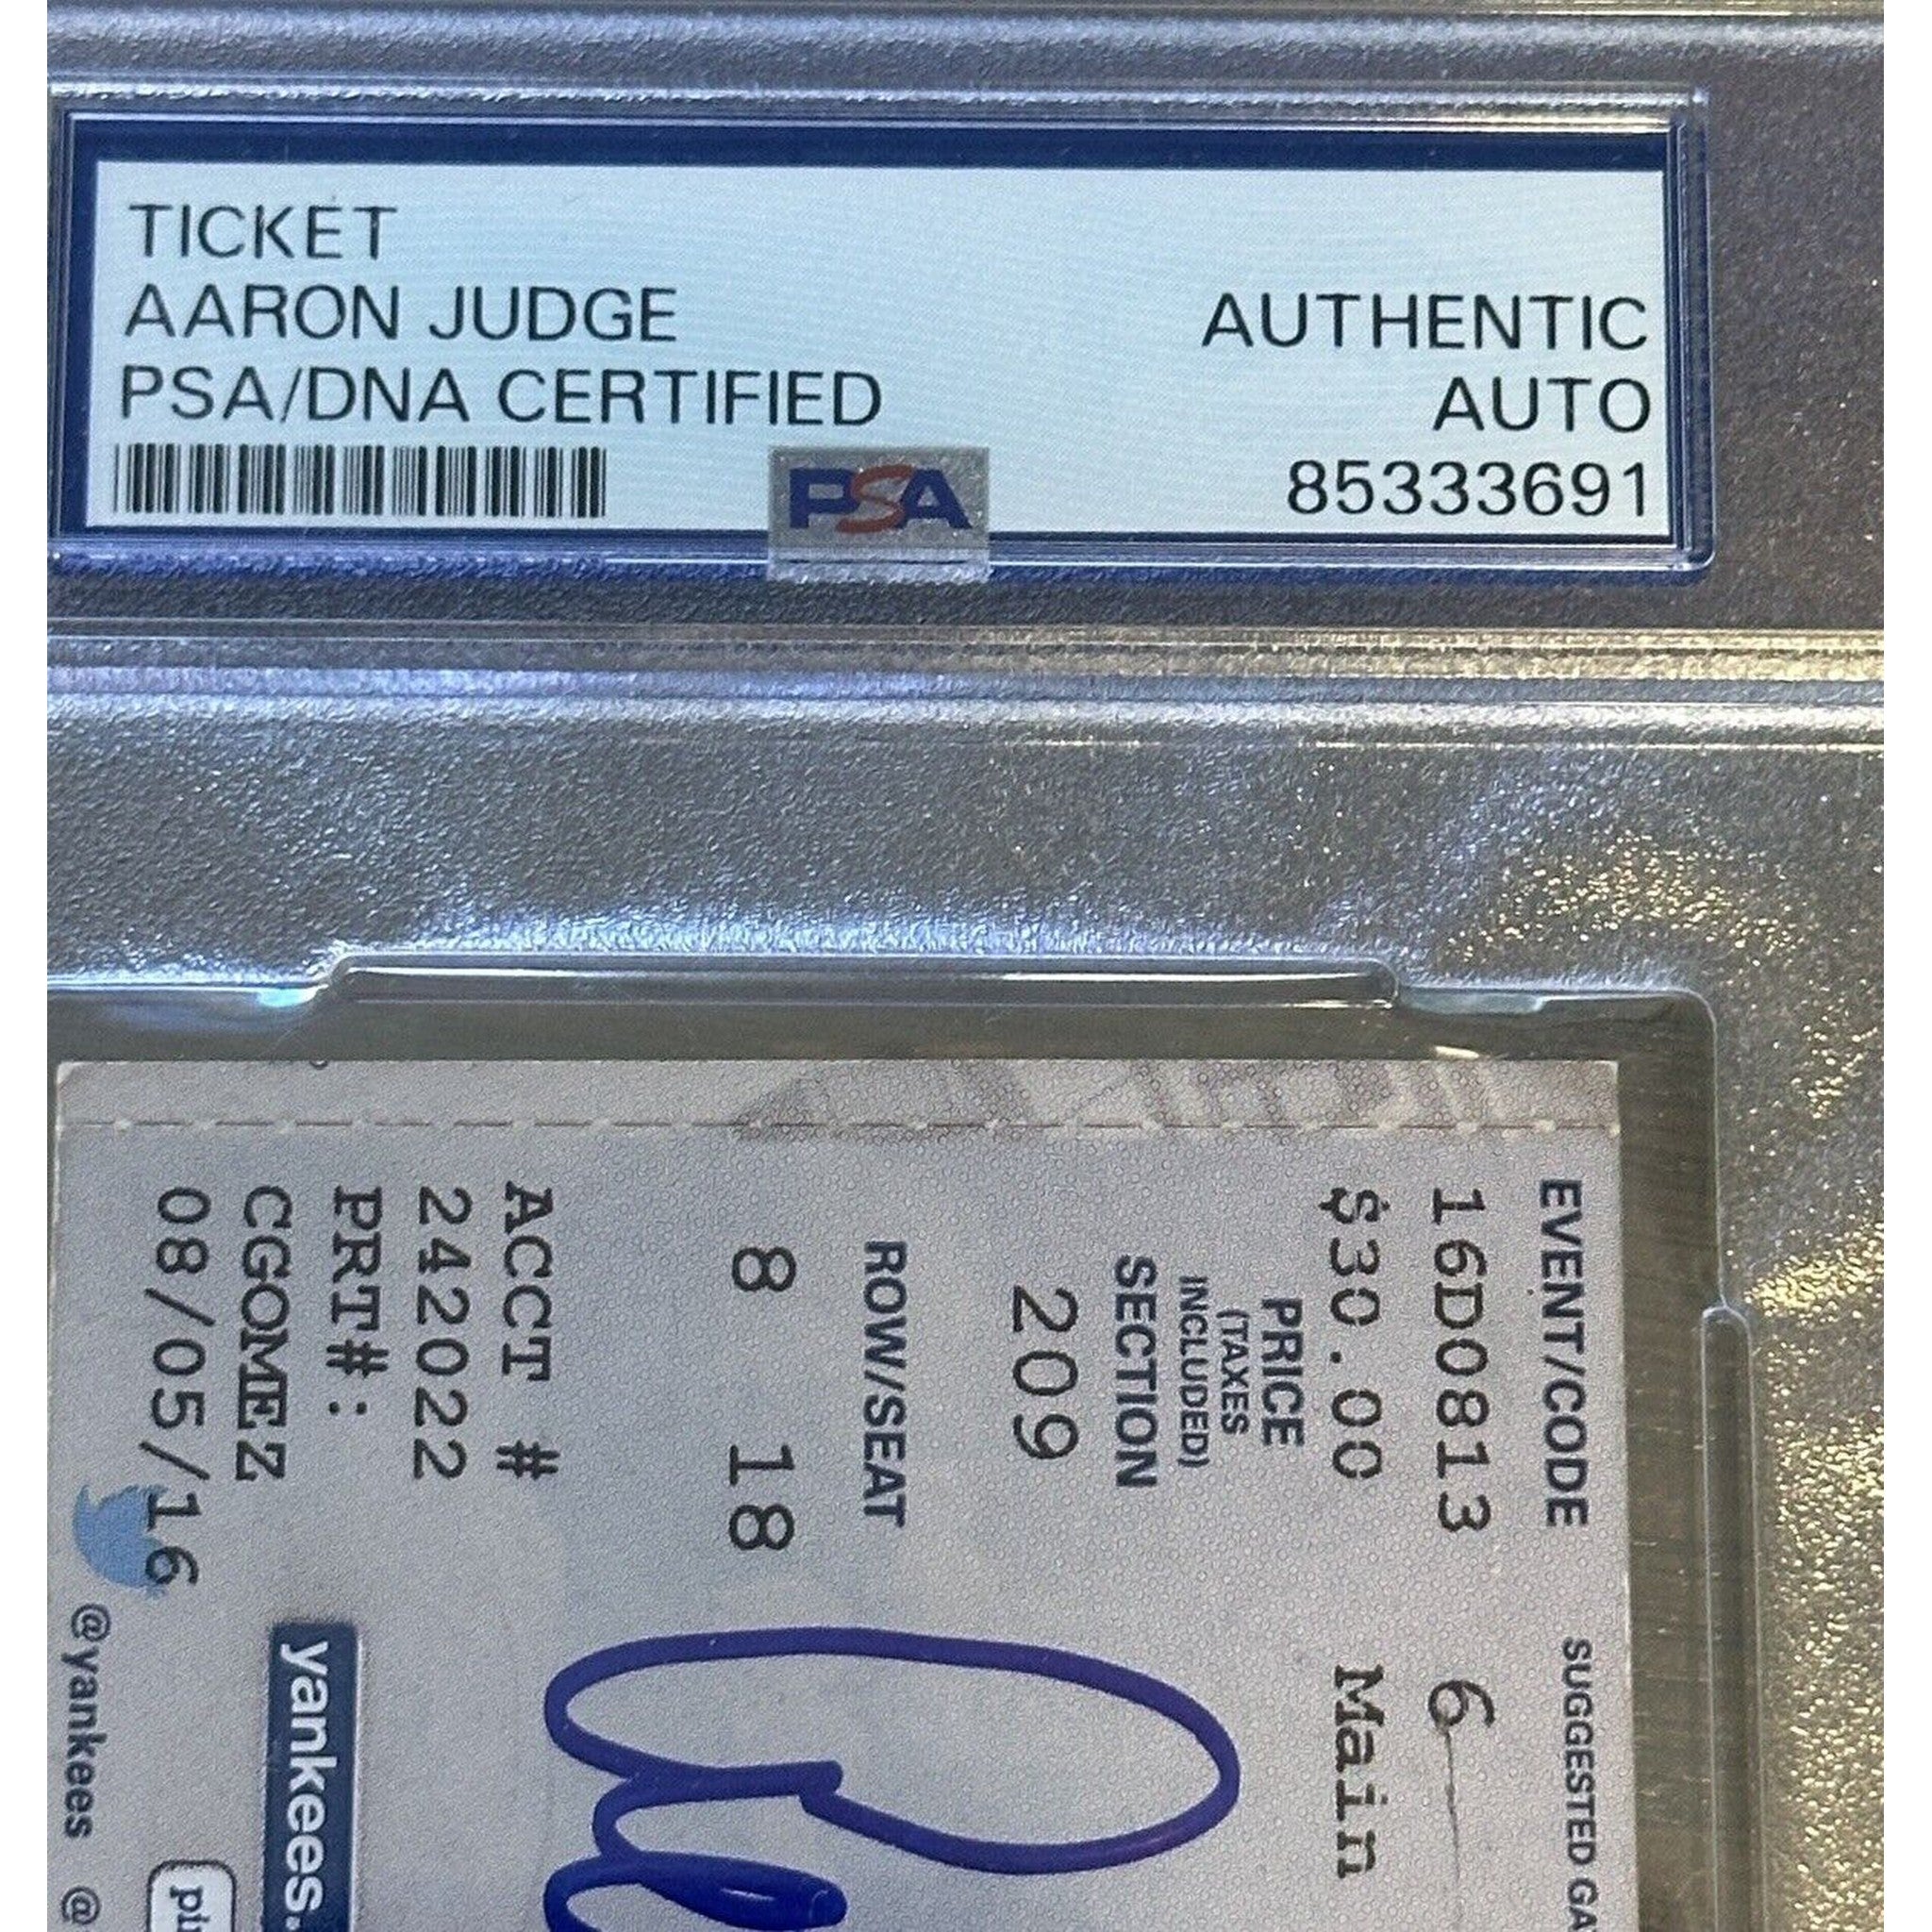 TICKET
AARON JUDGE
PSA/DNA CERTIFIED
AUTHENTIC
AUTO
85333691
PSA
EVENT/CODE
16D0813
$30.00
PRICE
(TAXES
INCLUDED)
SECTION
209
ROW/SEAT
8 18
ACCT #
242022
PRT#:
CGOMEZ
08/05/16
SUGGESTED
6
Main
yankees.
@yankees @